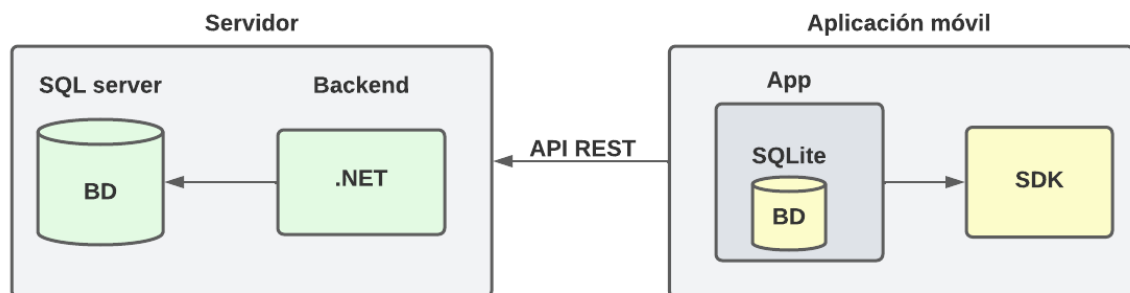 Servidor
SQL server
Backend
BD
.NET
API REST
Aplicación móvil
App
SQLite
BD
SDK